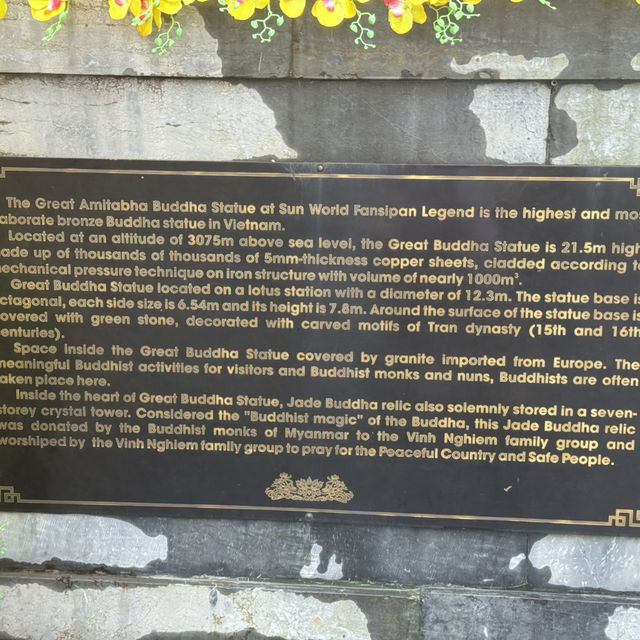 The Great Amitabha Buddha Statue at Sun World Fansipan Legend is the highest and mo
aborate bronze Buddha statue in Vietnam.
Located at an altitude of 3075m above sea level, the Great Buddha Statue is 21.5m high
ade up of thousands of thousands of 5mm-thickness copper sheets, cladded according to
echanical pressure technique on iron structure with volume of nearly 1000m³.
Great Buddha Statue located on a lotus station with a diameter of 12.3m. The statue base is
ctagonal, each side size is 6.54m and its height is 7.8m. Around the surface of the statue base is
overed with green stone, decorated with carved motifs of Tran dynasty (15th and 16th
enturies).
Space inside the Great Buddha Statue covered by granite imported from Europe. The
meaningful Buddhist activities for visitors and Buddhist monks and nuns, Buddhists are often
aken place here.
Inside the heart of Great Buddha Statue, Jade Buddha relic also solemnly stored in a seven-
storey crystal tower. Considered the "Buddhist magic" of the Buddha, this Jade Buddha relic
was donated by the Buddhist monks of Myanmar to the Vinh Nghiem family group and
worshiped by the Vinh Nghiem family group to pray for the Peaceful Country and Safe People.